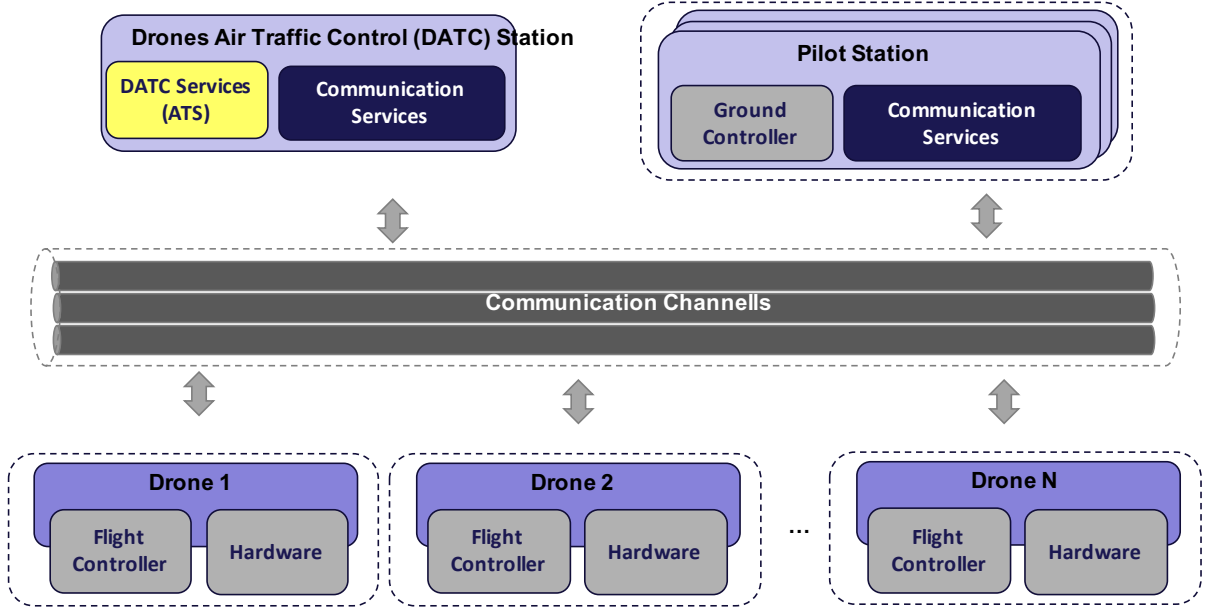 Drones Air Traffic Control (DATC) Station
DATC Services
(ATS)
Communication
Services
Pilot Station
Ground
Controller
Communication
Services
Communication Channells
Drone 1
Flight
Controller
Hardware
Drone 2
Flight
Controller
Hardware
...
Drone N
Flight
Controller
Hardware